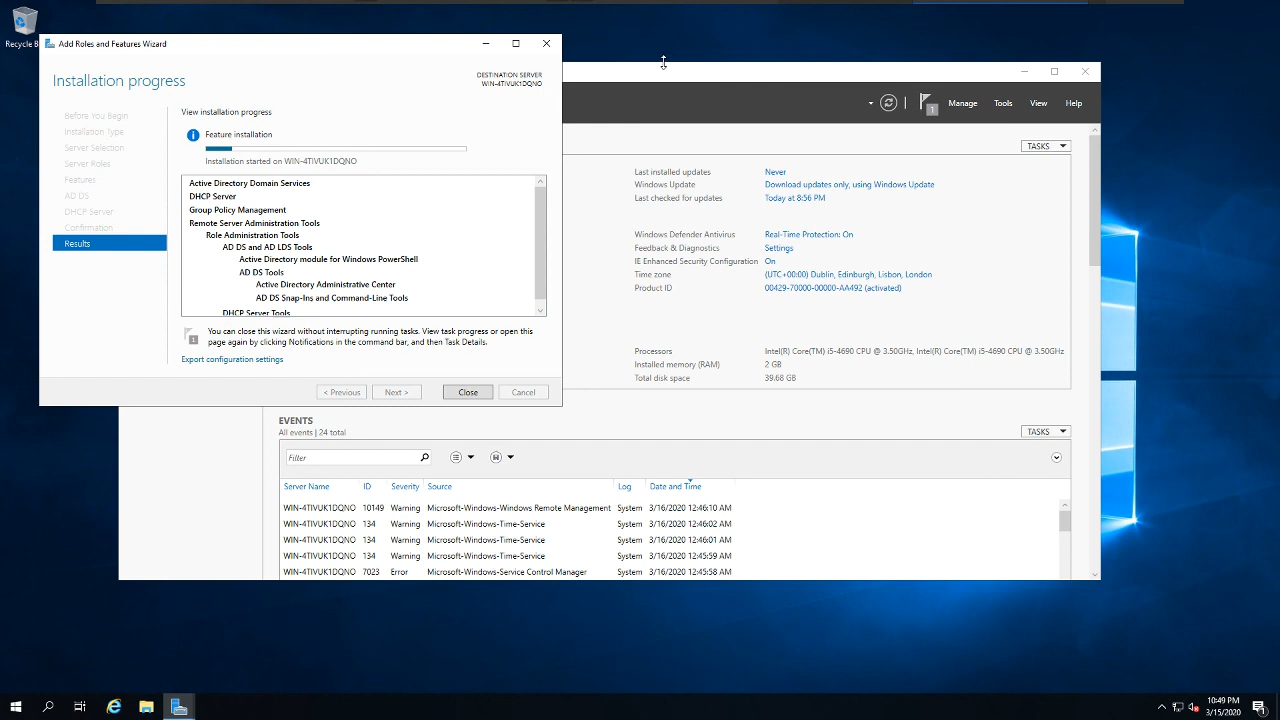 Recycle B
Add Roles and Features Wizard
Installation progress
DESTINATION SERVER
WIN-4TIVUK1DQNO
Before You Begin
Installation Type
Server Selection
Server Roles
Features
AD DS
DHCP Server
Confirmation
Results
View installation progress
Feature installation
Installation started on WIN-4TIVUK1DQNO
Active Directory Domain Services
DHCP Server
Group Policy Management
Remote Server Administration Tools
Role Administration Tools
AD DS and AD LDS Tools
Active Directory module for Windows PowerShell
AD DS Tools
Active Directory Administrative Center
AD DS Snap-Ins and Command-Line Tools
DHCP Server Tools
1
You can close this wizard without interrupting running tasks. View task progress or open this
page again by clicking Notifications in the command bar, and then Task Details.
Export configuration settings
< Previous Next > Close Cancel
1 Manage Tools View Help
TASKS
Last installed updates Never
Windows Update Download updates only, using Windows Update
Last checked for updates Today at 8:56 PM
Windows Defender Antivirus Real-Time Protection: On
Feedback & Diagnostics Settings
IE Enhanced Security Configuration On
Time zone (UTC+00:00) Dublin, Edinburgh, Lisbon, London
Product ID 00429-70000-00000-AA492 (activated)
Processors Intel(R) Core(TM) i5-4690 CPU @ 3.50GHz, Intel(R) Core(TM) i5-4690 CPU @ 3.50GHz
Installed memory (RAM) 2 GB
Total disk space 39.68 GB
EVENTS
All events | 24 total
TASKS
Filter
Server Name ID Severity Source Log Date and Time
WIN-4TIVUK1DQNO 10149 Warning Microsoft-Windows-Windows Remote Management System 3/16/2020 12:46:10 AM
WIN-4TIVUK1DQNO 134 Warning Microsoft-Windows-Time-Service System 3/16/2020 12:46:02 AM
WIN-4TIVUK1DQNO 134 Warning Microsoft-Windows-Time-Service System 3/16/2020 12:46:01 AM
WIN-4TIVUK1DQNO 134 Warning Microsoft-Windows-Time-Service System 3/16/2020 12:45:59 AM
WIN-4TIVUK1DQNO 7023 Error Microsoft-Windows-Service Control Manager System 3/16/2020 12:45:58 AM
10:49 PM
3/15/2020
1